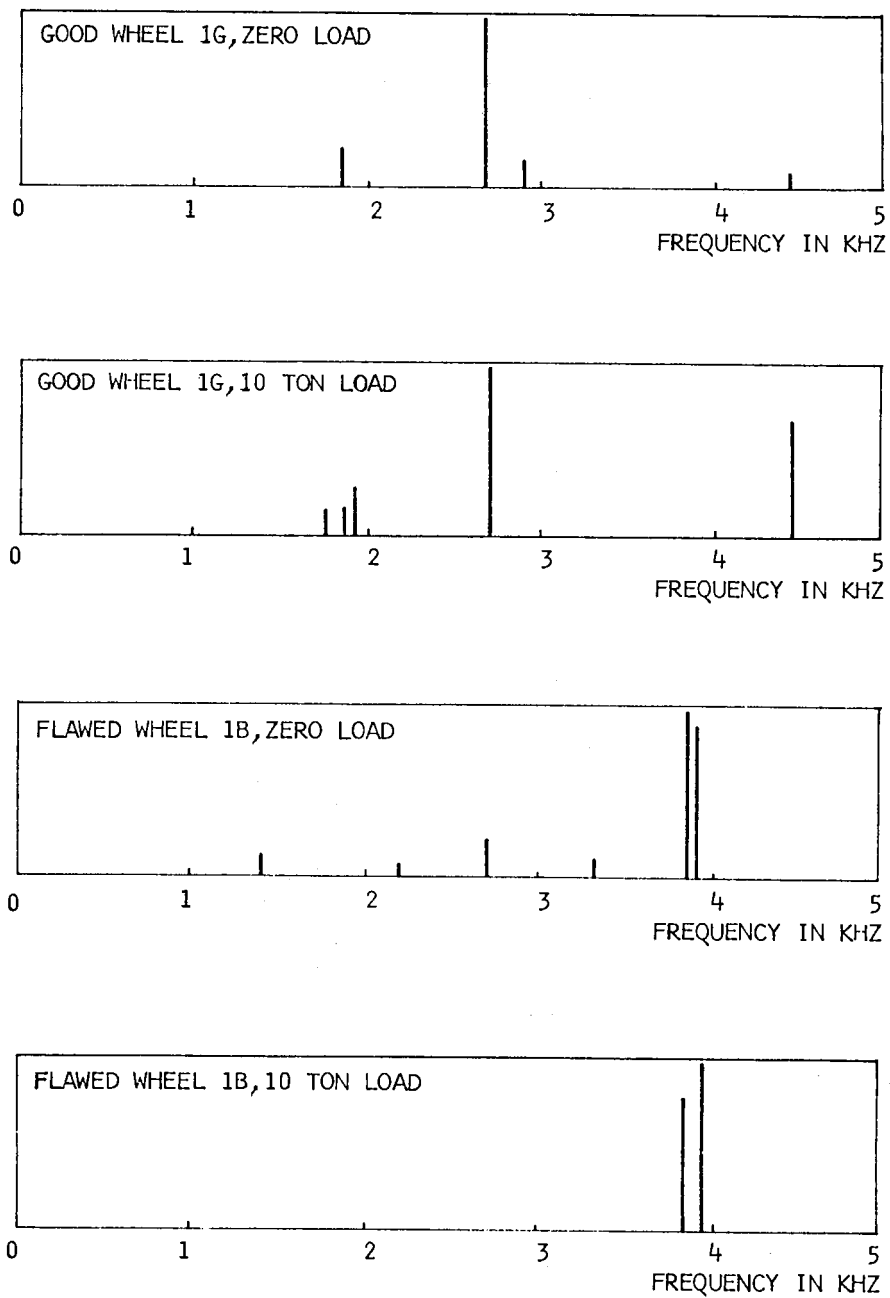 GOOD WHEEL 1G, ZERO LOAD
0 1 2 3 4 5
FREQUENCY IN KHZ
GOOD WHEEL 1G, 10 TON LOAD
0 1 2 3 4 5
FREQUENCY IN KHZ
FLAWED WHEEL 1B, ZERO LOAD
0 1 2 3 4 5
FREQUENCY IN KHZ
FLAWED WHEEL 1B, 10 TON LOAD
0 1 2 3 4 5
FREQUENCY IN KHZ